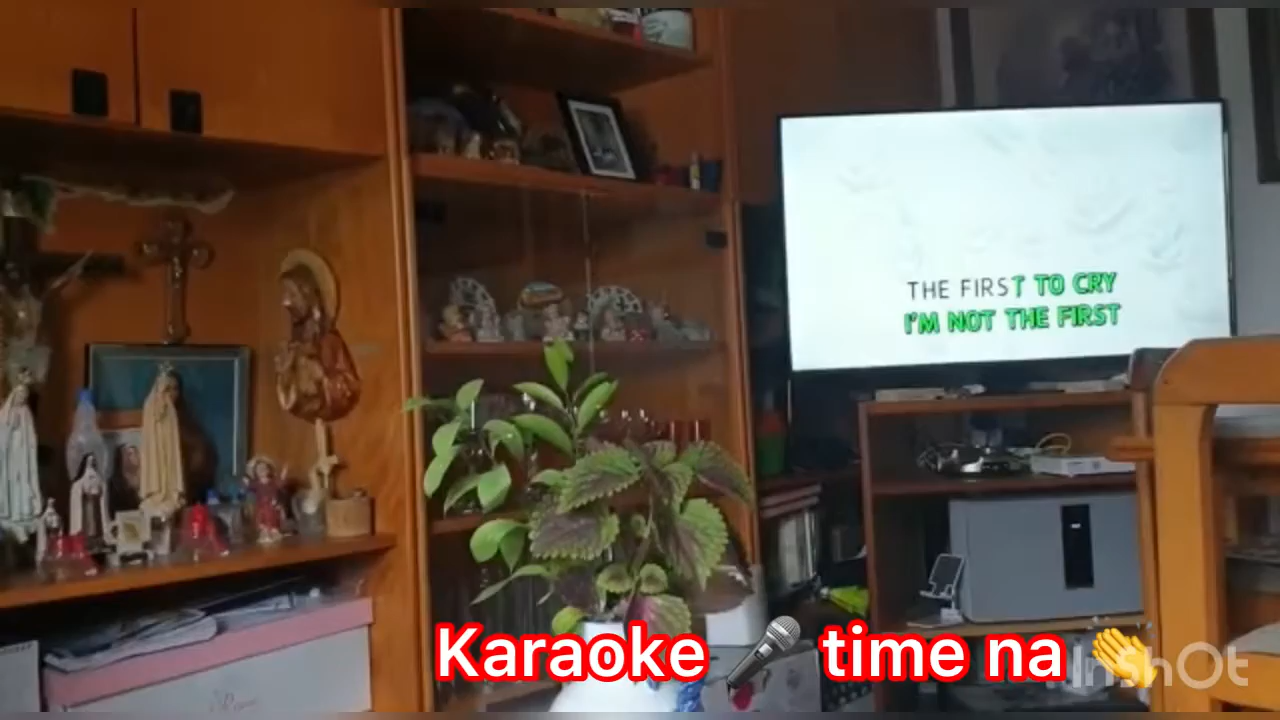 THE FIRST TO CRY
I'M NOT THE FIRST
Karaoke 🎤 time na 👏
InShOt